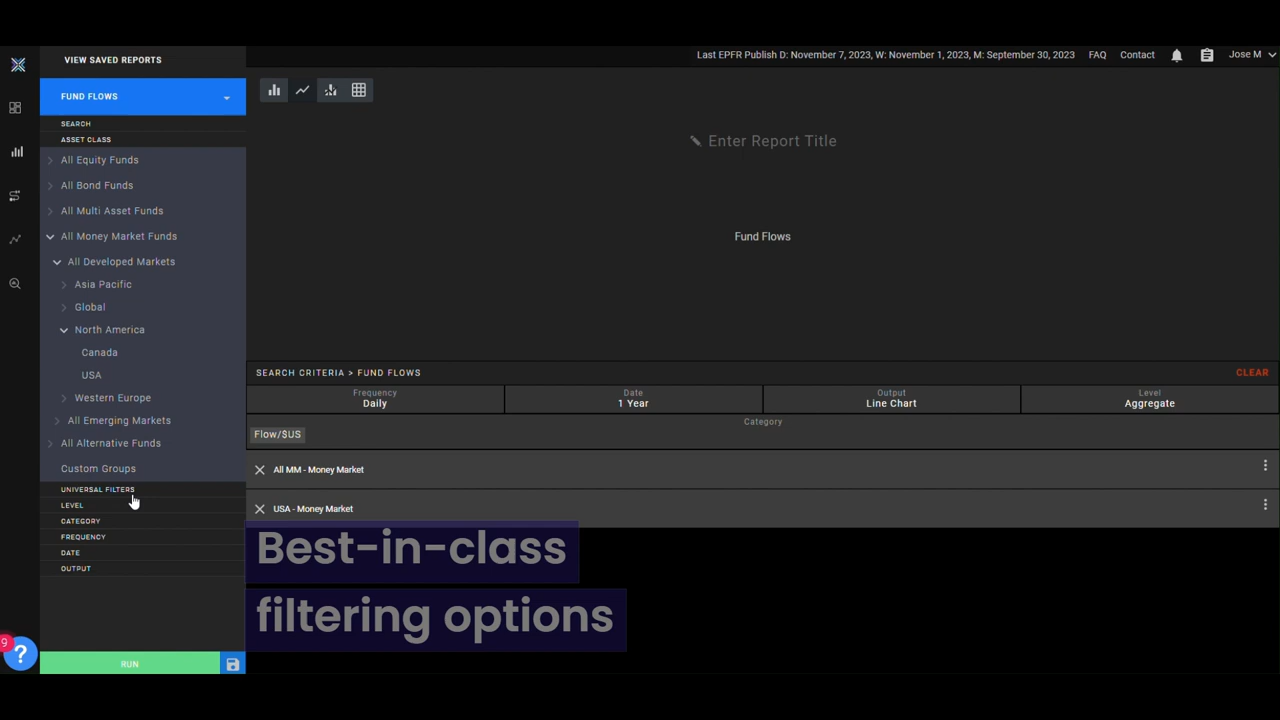 VIEW SAVED REPORTS
Last EPFR Publish D: November 7, 2023, W: November 1, 2023, M: September 30, 2023
FAQ
Contact
Jose M
FUND FLOWS
SEARCH
ASSET CLASS
All Equity Funds
All Bond Funds
All Multi Asset Funds
All Money Market Funds
All Developed Markets
Asia Pacific
Global
North America
Canada
USA
Western Europe
All Emerging Markets
All Alternative Funds
Custom Groups
UNIVERSAL FILTERS
LEVEL
CATEGORY
FREQUENCY
DATE
OUTPUT
RUN
9
?
Enter Report Title
Fund Flows
SEARCH CRITERIA > FUND FLOWS
CLEAR
Frequency
Daily
Date
1 Year
Output
Line Chart
Level
Aggregate
Category
Flow/$US
All MM - Money Market
USA - Money Market
Best-in-class
filtering options